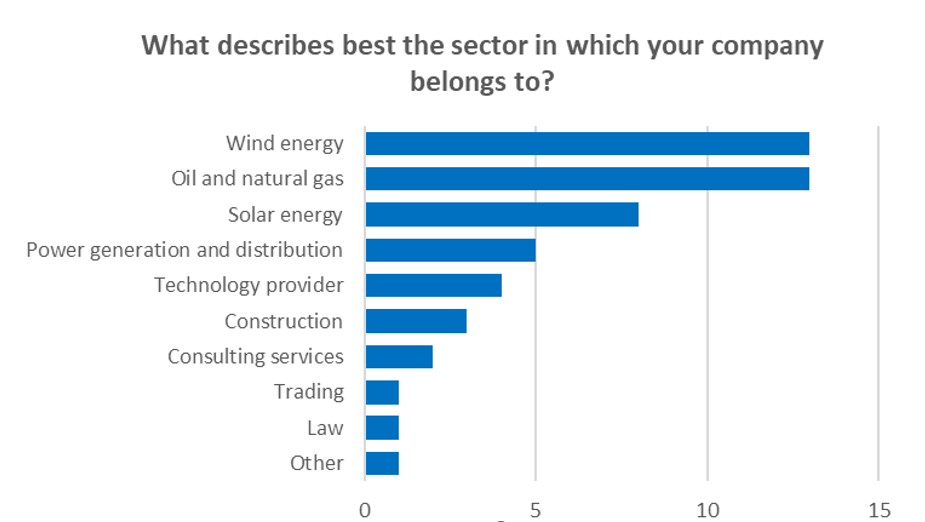 What describes best the sector in which your company
belongs to?
Wind energy
Oil and natural gas
Solar energy
Power generation and distribution
Technology provider
Construction
Consulting services
Trading
Law
Other
0 5 10 15